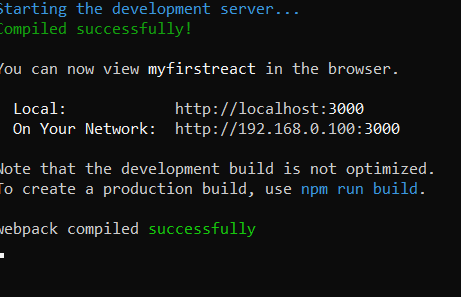 Starting the development server...
Compiled successfully!
You can now view myfirstreact in the browser.
Local: http://localhost:3000
On Your Network: http://192.168.0.100:3000
Note that the development build is not optimized.
To create a production build, use npm run build.
webpack compiled successfully